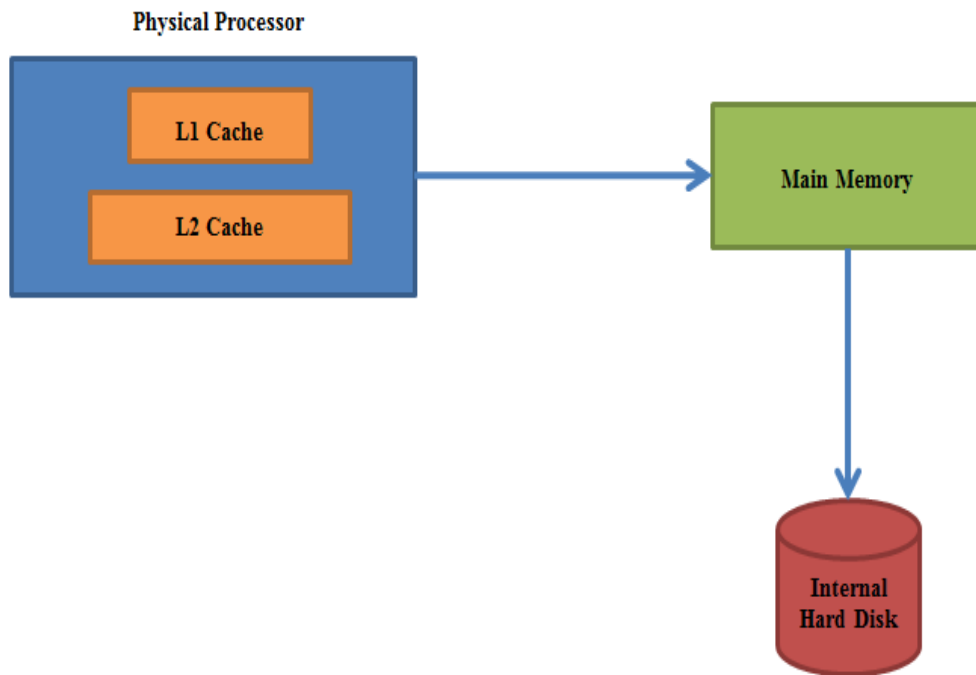 Physical Processor
L1 Cache
L2 Cache
Main Memory
Internal
Hard Disk